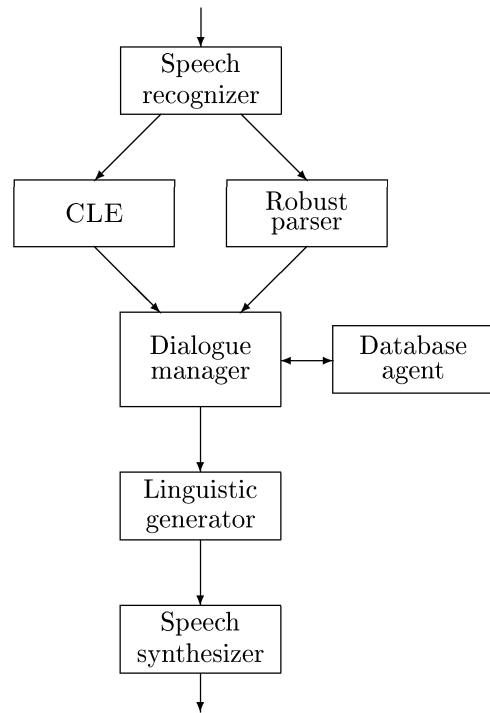 Speech
recognizer
CLE
Robust
parser
Dialogue
manager
Database
agent
Linguistic
generator
Speech
synthesizer